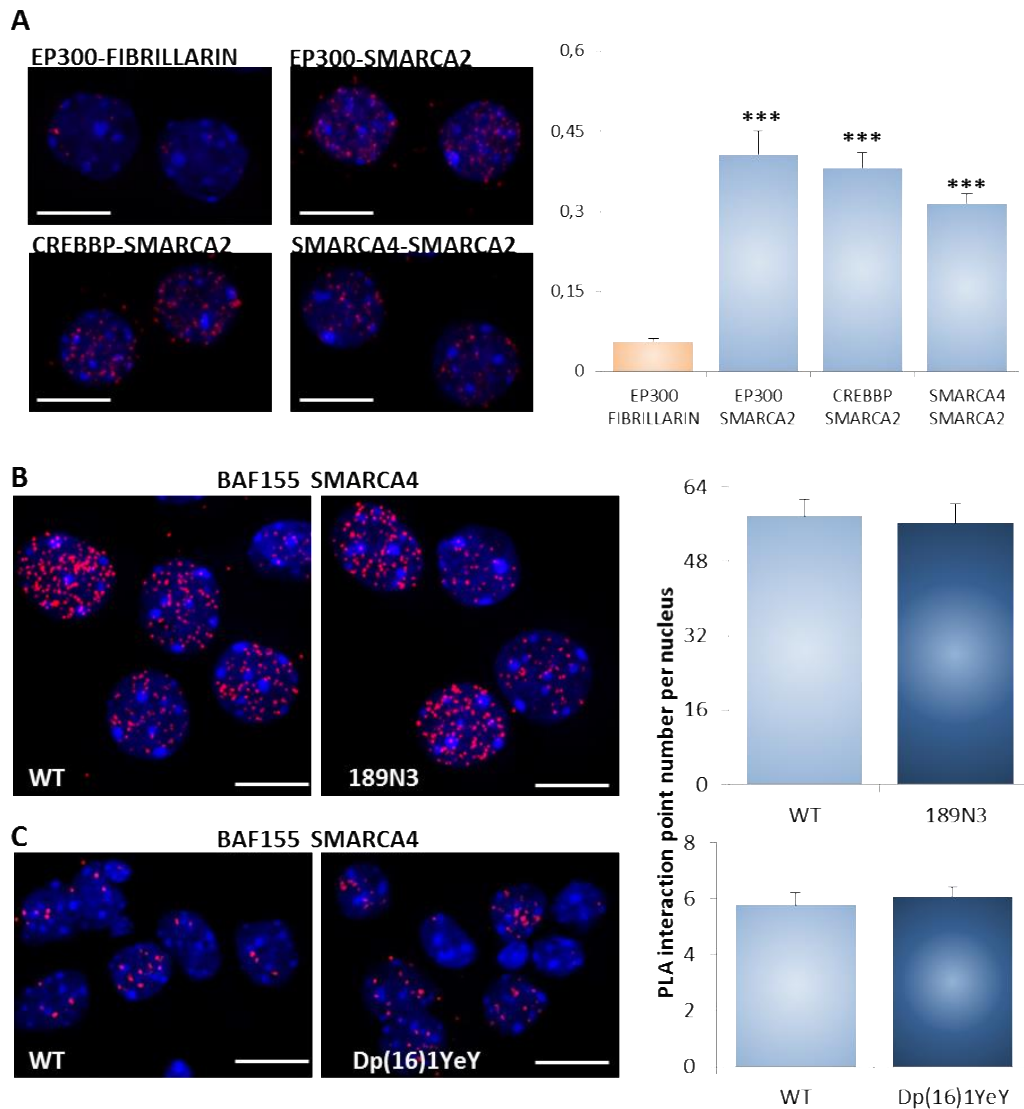 A
EP300-FIBRILLARIN
EP300-SMARCA2
CREBBP-SMARCA2
SMARCA4-SMARCA2
0,6
0,45
0,3
0,15
0
***
***
***
EP300
FIBRILLARIN
EP300
SMARCA2
CREBBP
SMARCA2
SMARCA4
SMARCA2
B
BAF155 SMARCA4
WT
189N3
64
48
32
16
0
WT
189N3
PLA interaction point number per nucleus
C
BAF155 SMARCA4
WT
Dp(16)1YeY
8
6
4
2
0
WT
Dp(16)1YeY